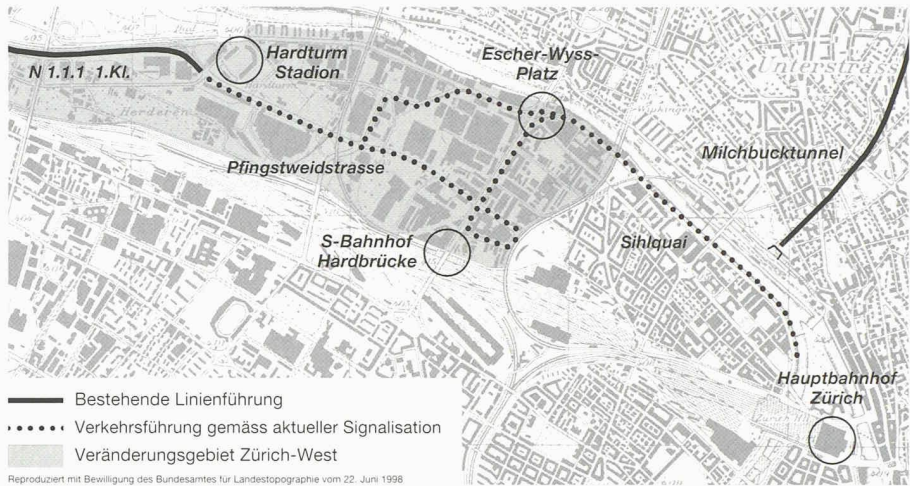 Hardturm
Stadion
Escher-Wyss-
Platz
N 1.1.1 1.Kl.
Herderen
Milchbucktunnel
Pfingstweidstrasse
S-Bahnhof
Hardbrücke
Sihlquai
Hauptbahnhof
Zürich
Bestehende Linienführung
Verkehrsführung gemäss aktueller Signalisation
Veränderungsgebiet Zürich-West
Reproduziert mit Bewilligung des Bundesamtes für Landestopographie vom 22. Juni 1998